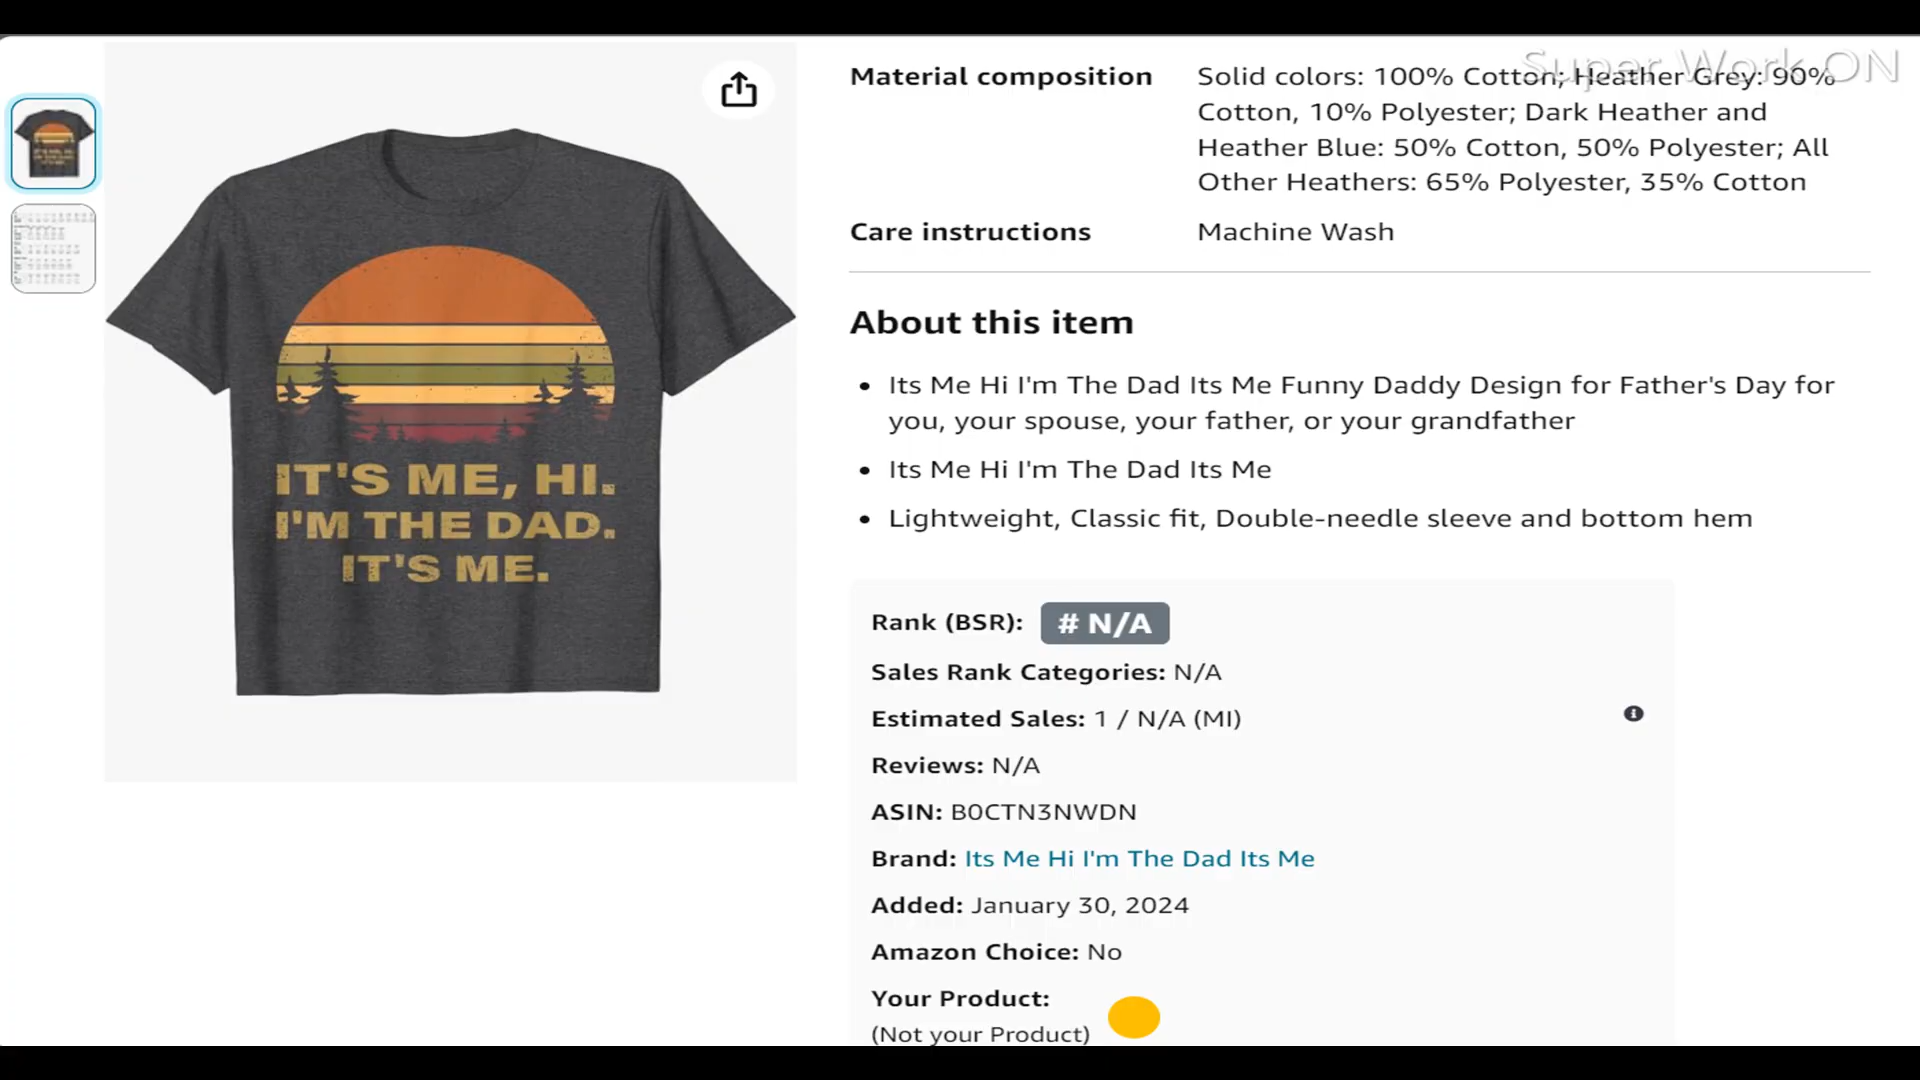 Super Work ON
Material composition
Solid colors: 100% Cotton; Heather Grey: 90%
Cotton, 10% Polyester; Dark Heather and
Heather Blue: 50% Cotton, 50% Polyester; All
Other Heathers: 65% Polyester, 35% Cotton
Care instructions
Machine Wash
IT'S ME, HI.
I'M THE DAD.
IT'S ME.
About this item
• Its Me Hi I'm The Dad Its Me Funny Daddy Design for Father's Day for
you, your spouse, your father, or your grandfather
• Its Me Hi I'm The Dad Its Me
• Lightweight, Classic fit, Double-needle sleeve and bottom hem
Rank (BSR): # N/A
Sales Rank Categories: N/A
Estimated Sales: 1 / N/A (MI)
Reviews: N/A
ASIN: B0CTN3NWDN
Brand: Its Me Hi I'm The Dad Its Me
Added: January 30, 2024
Amazon Choice: No
Your Product:
(Not your Product)